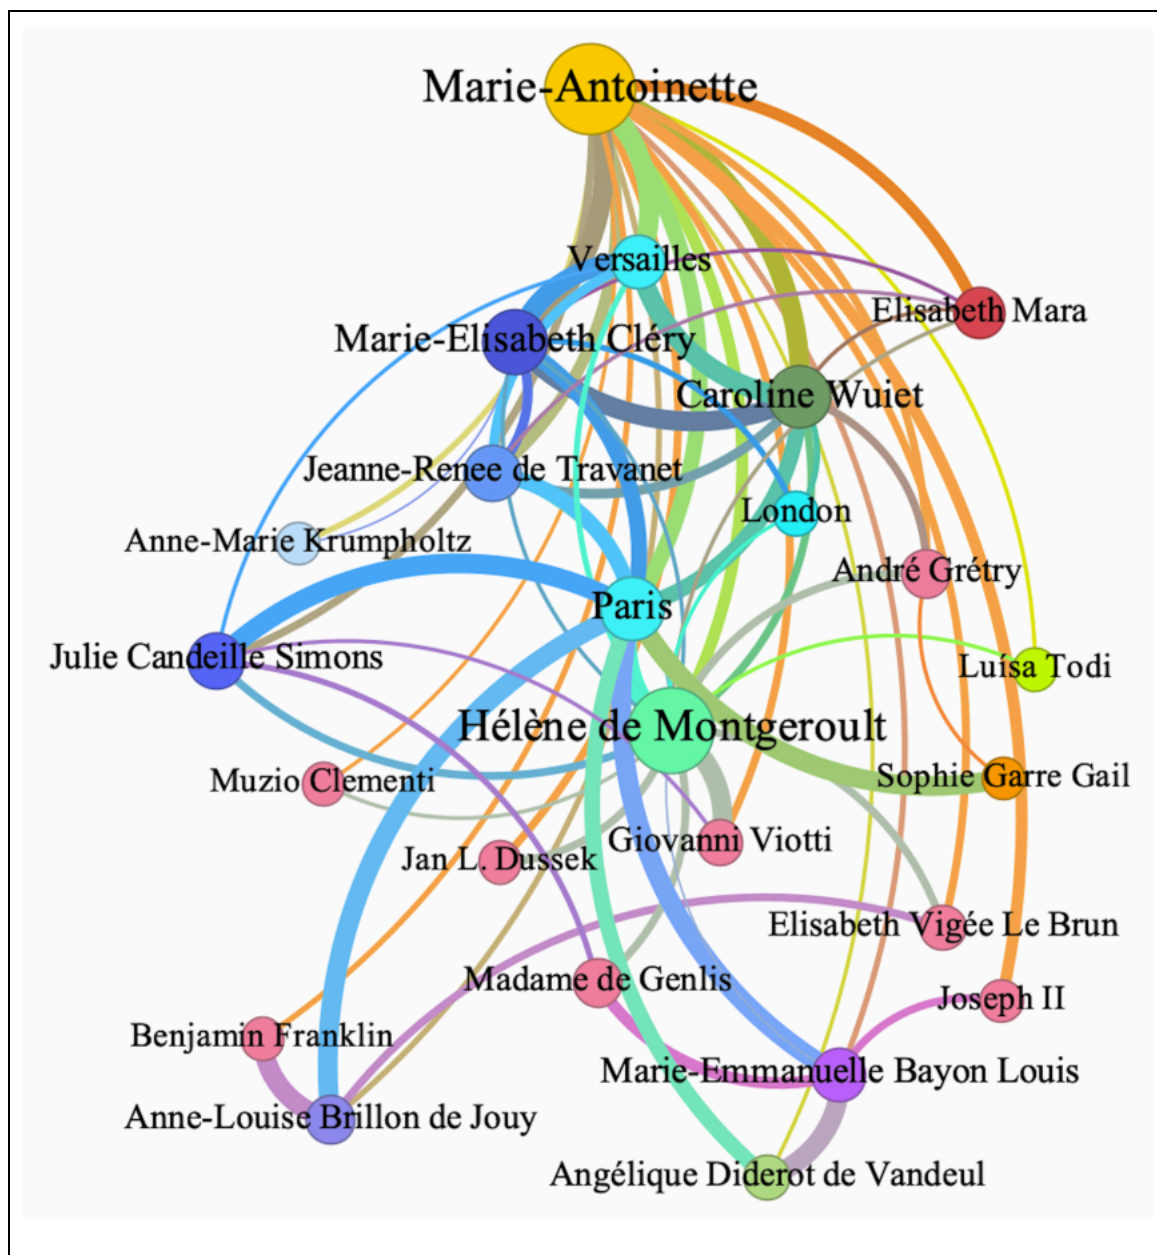 Marie-Antoinette
Versailles
Elisabeth Mara
Marie-Elisabeth Cléry
Caroline Wuiet
Jeanne-Renee de Travanet
London
Anne-Marie Krumpholtz
André Grétry
Paris
Julie Candeille Simons
Luísa Todi
Hélène de Montgeroult
Muzio Clementi
Sophie Garre Gail
Giovanni Viotti
Jan L. Dussek
Elisabeth Vigée Le Brun
Madame de Genlis
Joseph II
Benjamin Franklin
Marie-Emmanuelle Bayon Louis
Anne-Louise Brillon de Jouy
Angélique Diderot de Vandeul